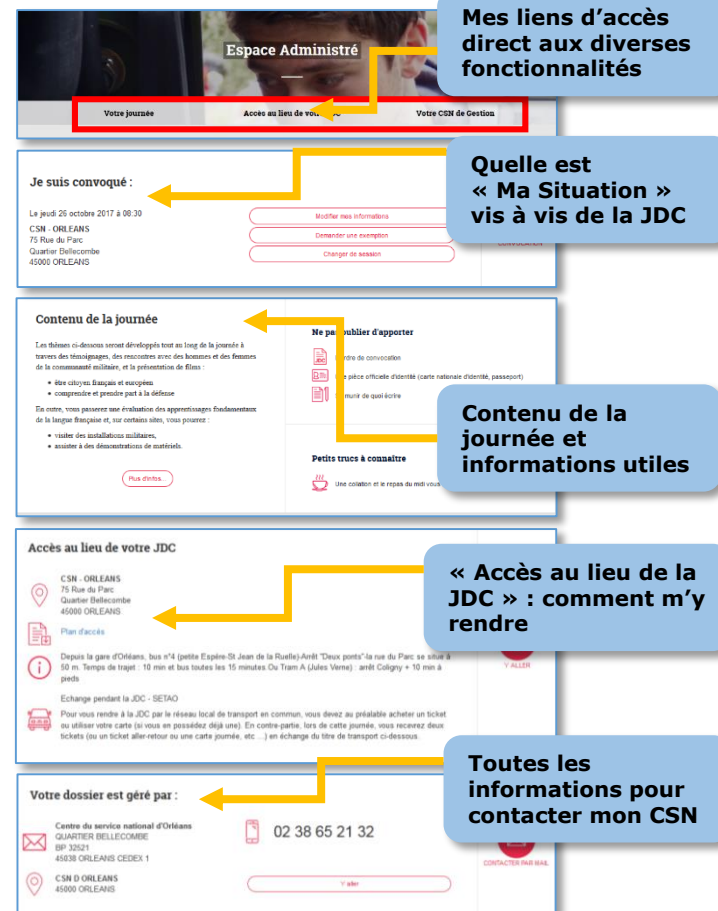 Mes liens d’accès
direct aux diverses
fonctionnalités
Espace Administré
Votre journée
Accès au lieu de votre JDC
Votre CSN de Gestion
Quelle est
« Ma Situation »
vis à vis de la JDC
Je suis convoqué :
Le jeudi 26 octobre 2017 à 08:30
CSN - ORLEANS
75 Rue du Parc
Quartier Bellecombe
45000 ORLEANS
Modifier mes informations
Demander une exemption
Changer de session
CONVOCATION
Contenu de la journée
Les thèmes ci-dessous seront développés tout au long de la journée à
travers des témoignages, des rencontres avec des hommes et des femmes
de la communauté militaire, et la présentation de films :
• être citoyen français et européen
• comprendre et prendre part à la défense
En outre, vous passerez une évaluation des apprentissages fondamentaux
de la langue française et, sur certains sites, vous pourrez :
• visiter des installations militaires,
• assister à des démonstrations de matériels.
Plus d'infos...
Ne pas oublier d'apporter
JDC
ordre de convocation
pièce officielle d'identité (carte nationale d'identité, passeport)
munir de quoi écrire
Petits trucs à connaître
Une collation et le repas du midi vous
Contenu de la
journée et
informations utiles
Accès au lieu de votre JDC
CSN - ORLEANS
75 Rue du Parc
Quartier Bellecombe
45000 ORLEANS
Plan d'accès
Depuis la gare d'Orléans, bus n°4 (petite Espère-St Jean de la Ruelle)-Arrêt "Deux ponts"-la rue du Parc se situe à
50 m. Temps de trajet : 10 min et bus toutes les 15 minutes.Ou Tram A (Jules Verne) : arrêt Coligny + 10 min à
pieds
Echange pendant la JDC - SETAO
Pour vous rendre à la JDC par le réseau local de transport en commun, vous devez au préalable acheter un ticket
ou utiliser votre carte (si vous en possédez déjà une). En contre-partie, lors de cette journée, vous recevrez deux
tickets (ou un ticket aller-retour ou une carte journée, etc ...) en échange du titre de transport ci-dessous.
« Accès au lieu de la
JDC » : comment m’y
rendre
Y ALLER
Toutes les
informations pour
contacter mon CSN
Votre dossier est géré par :
Centre du service national d'Orléans
QUARTIER BELLECOMBE
BP 32521
45038 ORLEANS CEDEX 1
CSN D ORLEANS
45000 ORLEANS
02 38 65 21 32
Y aller
CONTACTER PAR MAIL